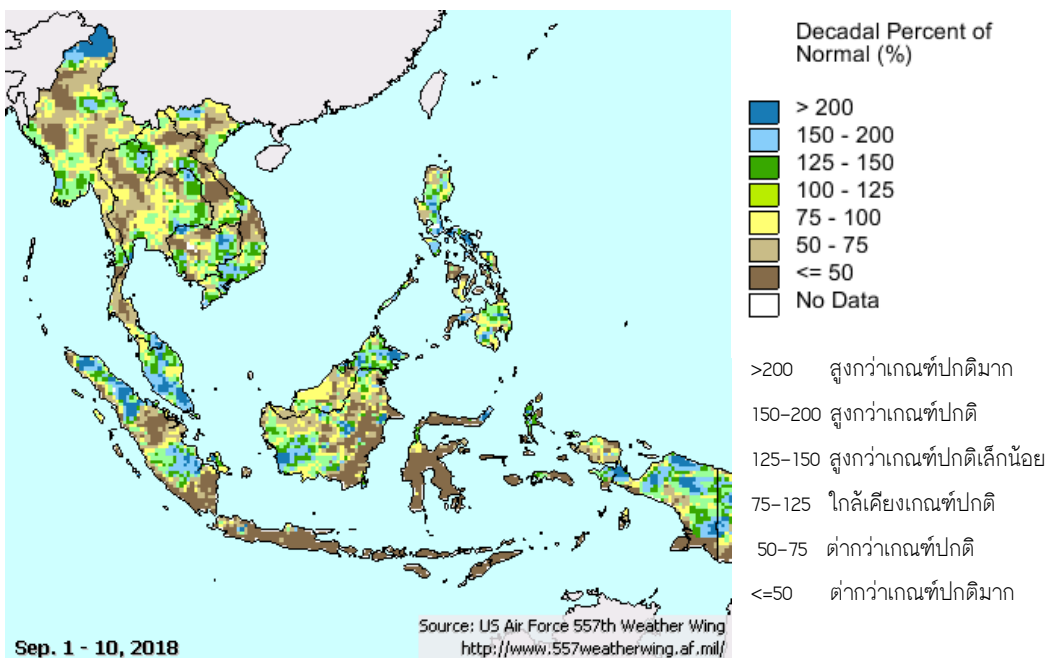 Decadal Percent of
Normal (%)
> 200
150 - 200
125 - 150
100 - 125
75 - 100
50 - 75
<= 50
No Data
>200 สูงกว่าเกณฑ์ปกติมาก
150-200 สูงกว่าเกณฑ์ปกติ
125-150 สูงกว่าเกณฑ์ปกติเล็กน้อย
75-125 ใกล้เคียงเกณฑ์ปกติ
50-75 ต่ากว่าเกณฑ์ปกติ
<=50 ต่ากว่าเกณฑ์ปกติมาก
Source: US Air Force 557th Weather Wing
http://www.557weatherwing.af.mil/
Sep. 1 - 10, 2018